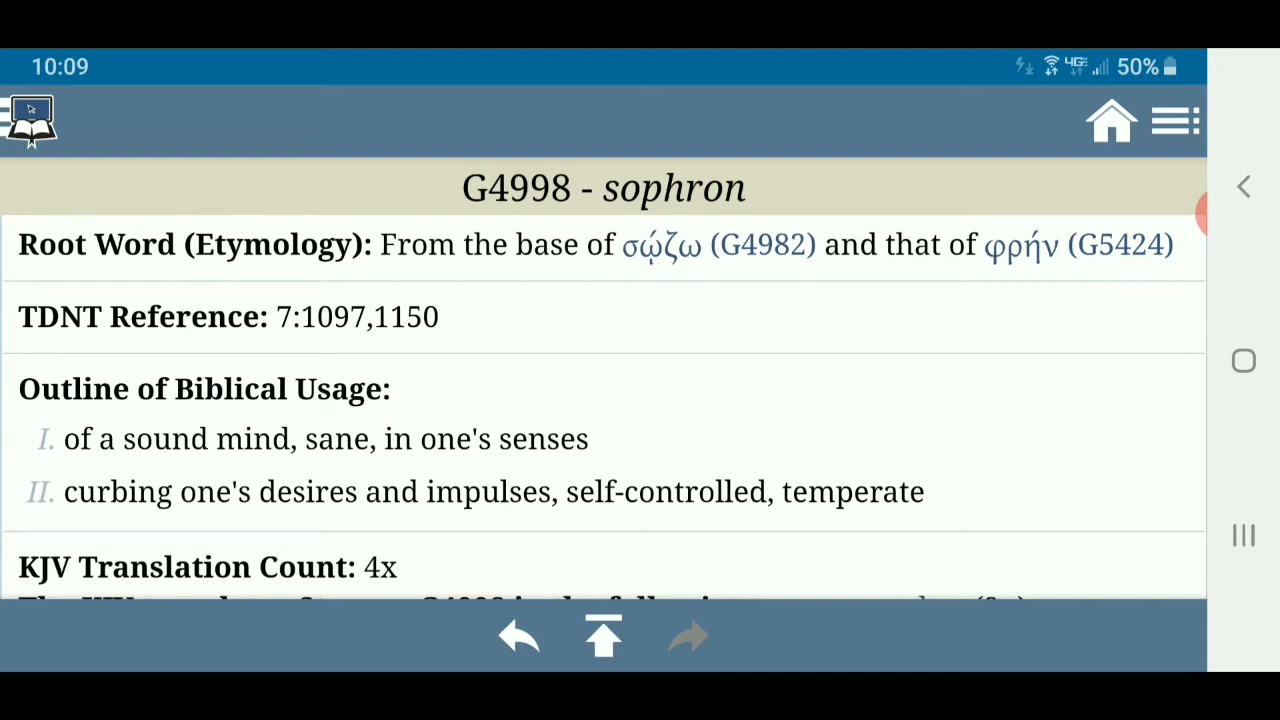 10:09
4GE 50%
G4998 - sophron
Root Word (Etymology): From the base of σῴζω (G4982) and that of φρήν (G5424)
TDNT Reference: 7:1097,1150
Outline of Biblical Usage:
I. of a sound mind, sane, in one's senses
II. curbing one's desires and impulses, self-controlled, temperate
KJV Translation Count: 4x